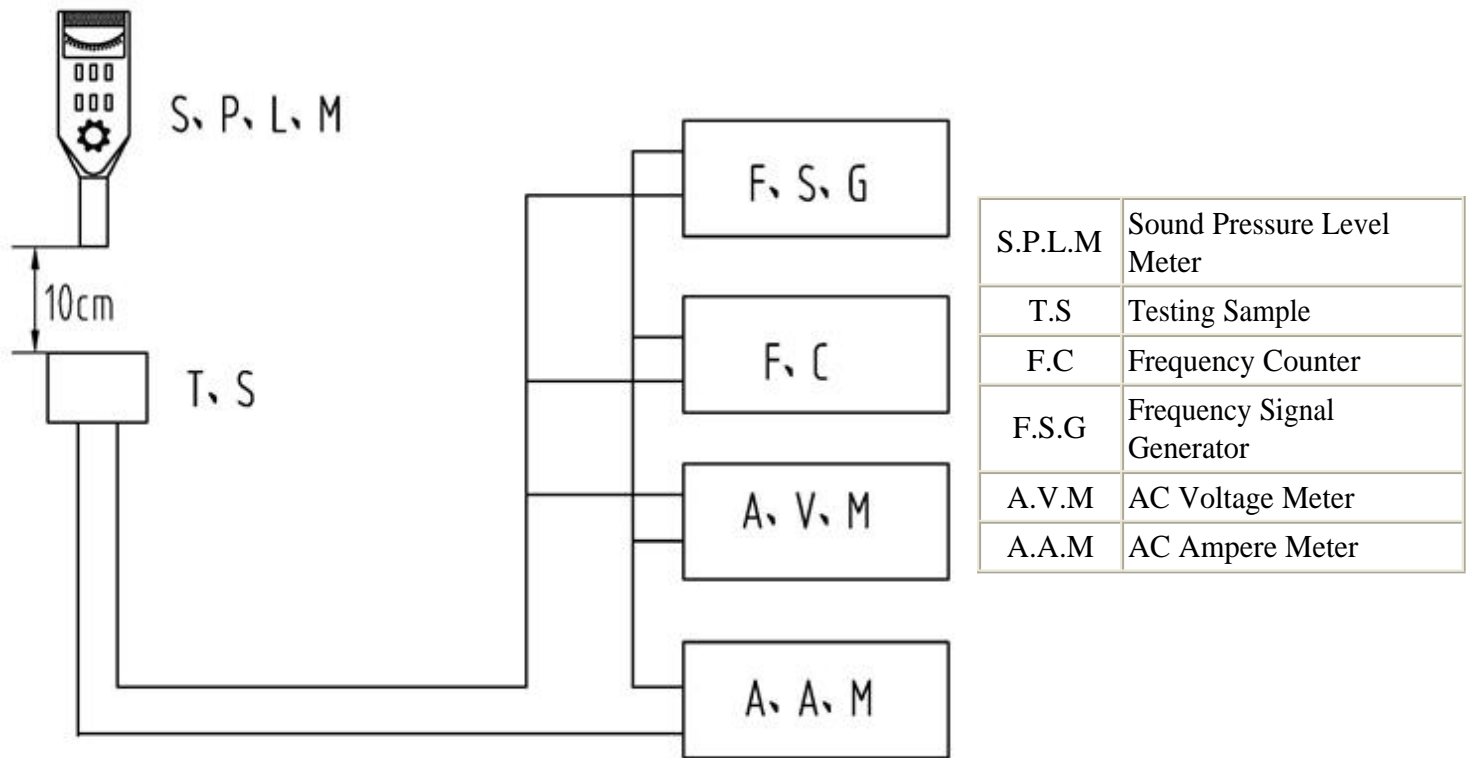 S、P、L、M
10cm
T、S
F、S、G
F、C
A、V、M
A、A、M
S.P.L.M
Sound Pressure Level
Meter
T.S
Testing Sample
F.C
Frequency Counter
F.S.G
Frequency Signal
Generator
A.V.M
AC Voltage Meter
A.A.M
AC Ampere Meter